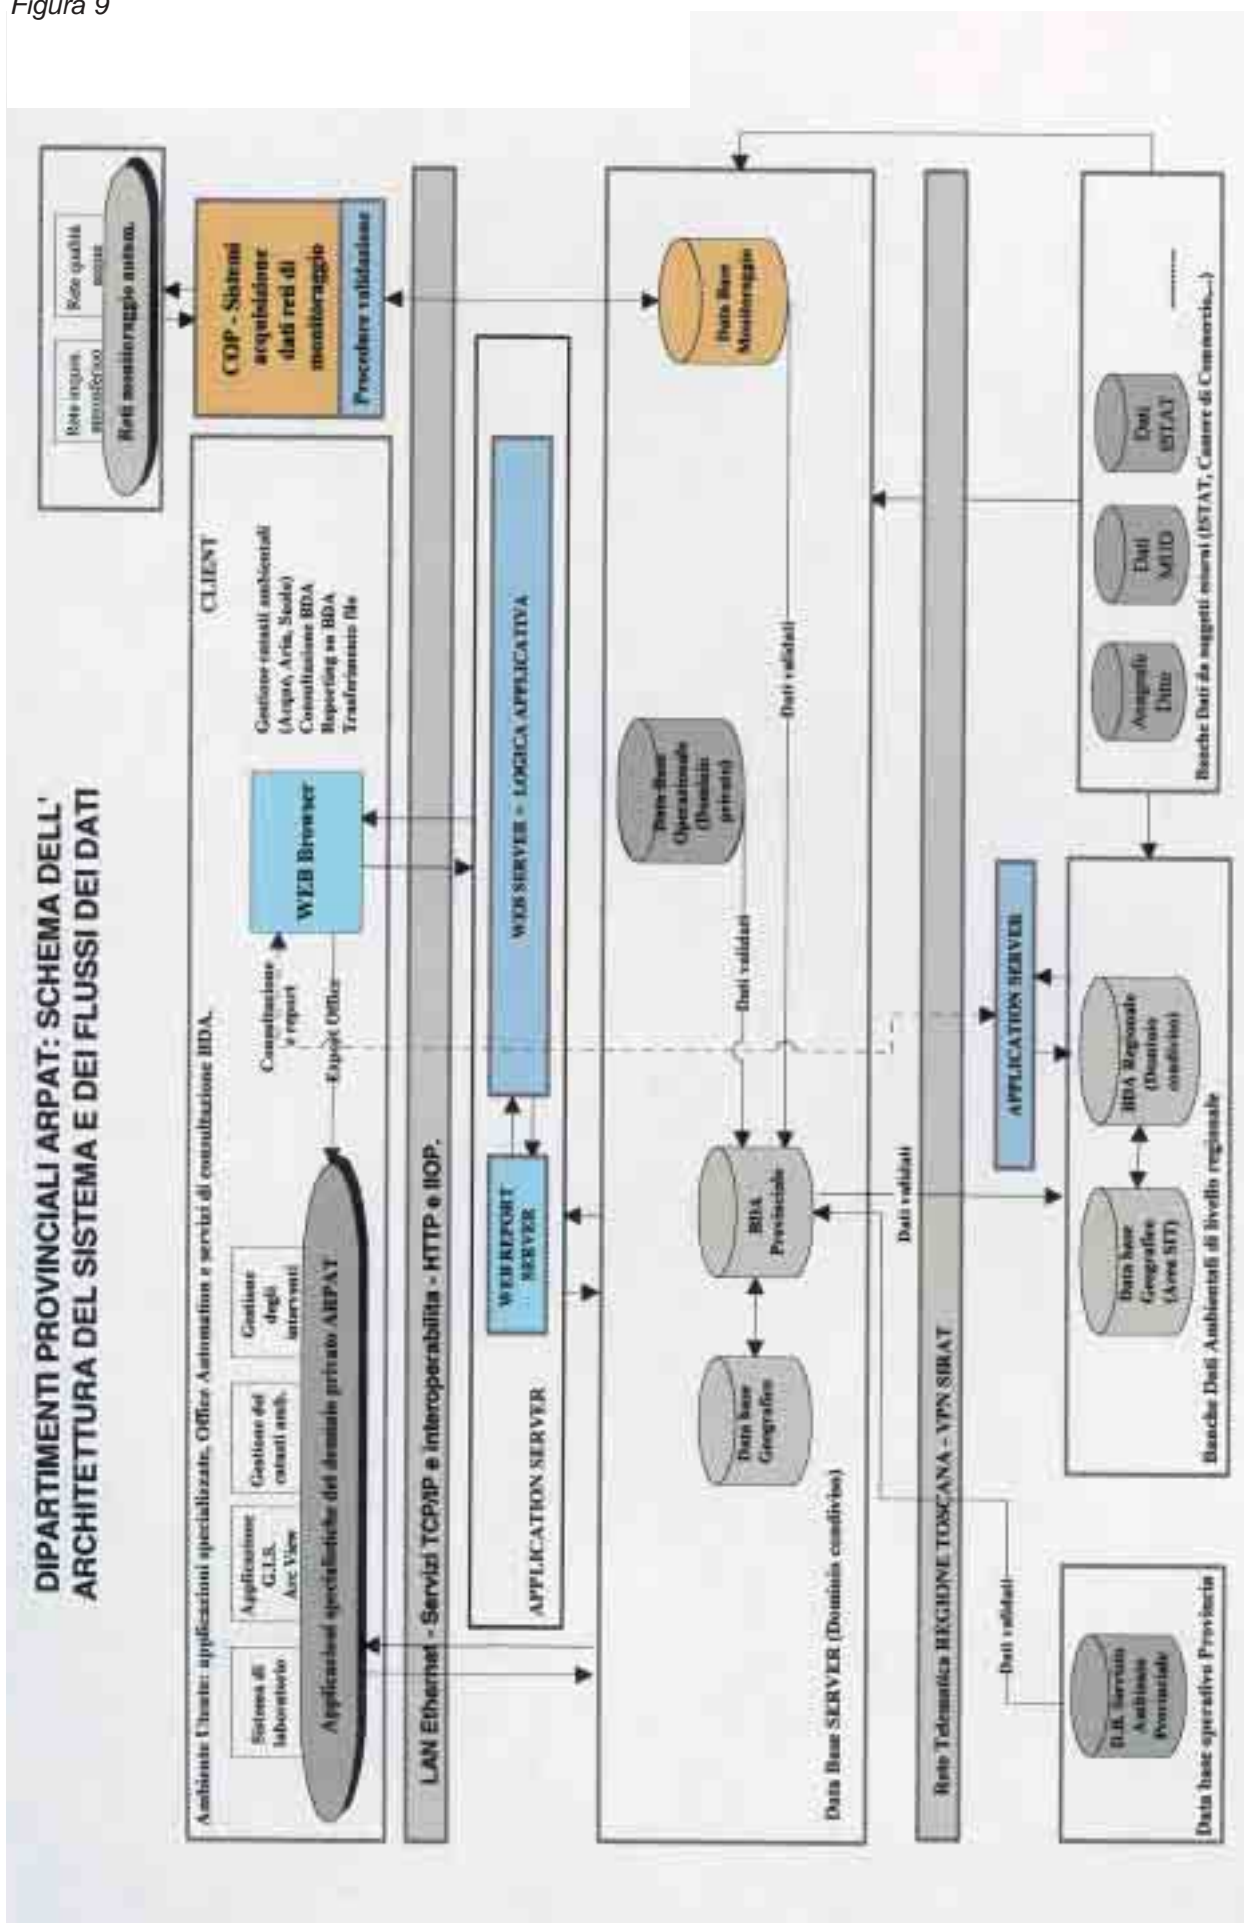 Figura 9
DIPARTIMENTI PROVINCIALI ARPAT: SCHEMA DELL'
ARCHITETTURA DEL SISTEMA E DEI FLUSSI DEI DATI
Rete inquin.
atmosferico
Rete qualità
acque
Reti monitoraggio autom.
COP - Sistemi
acquisizione
dati reti di
monitoraggio
Procedure validazione
Ambiente Utente: applicazioni specializzate, Office Automation e servizi di consultazione BDA.
CLIENT
Sistema di
laboratorio
Applicazione
G.I.S.
Arc View
Gestione dei
catasti amb.
Gestione
degli
interventi
Applicazioni specialistiche del dominio privato ARPAT
Consultazione
e report
Export Office
WEB Browser
Gestione catasti ambientali
(Acque, Aria, Suolo)
Consultazione BDA
Reporting su BDA
Trasferimento file
LAN Ethernet - Servizi TCP/IP e interoperabilita - HTTP e IIOP.
APPLICATION SERVER
WEB REPORT
SERVER
WEB SERVER + LOGICA APPLICATIVA
Data Base SERVER (Dominio condiviso)
Data base
Geografico
BDA
Provinciale
Data-Base
Operazionale
(Dominio
privato)
Data Base
Monitoraggio
Dati validati
Dati validati
Dati validati
Rete Telematica REGIONE TOSCANA - VPN SIRAT
APPLICATION SERVER
Dati validati
D.B. Servizio
Ambiente
Provinciale
Data base operativo Provincia
Data base
Geografico
(Area SIT)
BDA Regionale
(Dominio
condiviso)
Banche Dati Ambientali di livello regionale
Anagrafe
Ditte
Dati
MUD
Dati
ISTAT
..........
Banche Dati da soggetti esterni (ISTAT, Camere di Commercio,..)